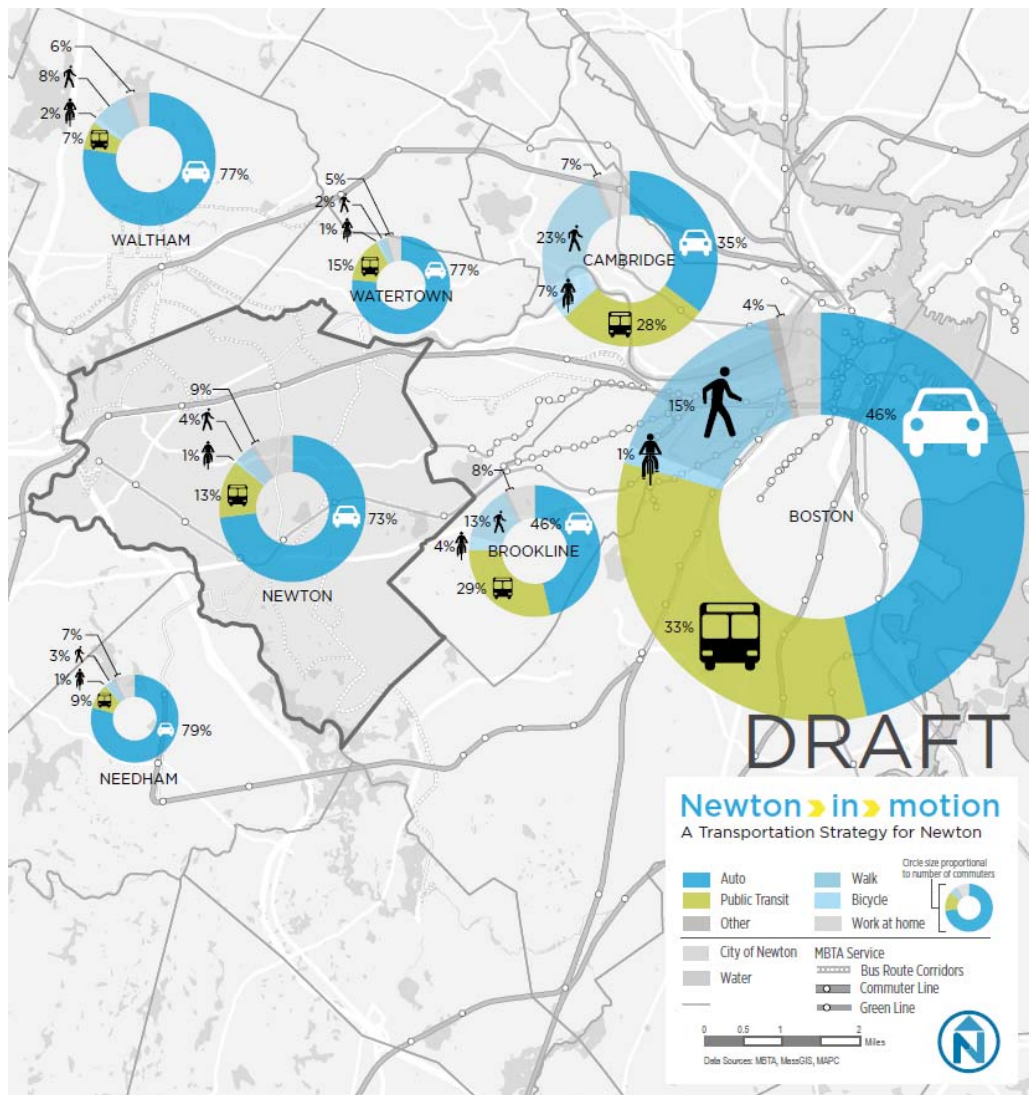 6%
8%
2%
7%
77%
WALTHAM
5%
2%
1%
15%
77%
WATERTOWN
7%
23%
35%
CAMBRIDGE
7%
28%
4%
15%
46%
1%
BOSTON
33%
9%
4%
1%
13%
73%
NEWTON
8%
13%
46%
BROOKLINE
4%
29%
7%
3%
1%
9%
79%
NEEDHAM
DRAFT
Newton in motion
A Transportation Strategy for Newton
Circle size proportional
to number of commuters
Auto
Public Transit
Other
Walk
Bicycle
Work at home
City of Newton
Water
MBTA Service
Bus Route Corridors
Commuter Line
Green Line
0 0.5 1 2
Miles
Data Sources: MBTA, MassGIS, MAPC
N